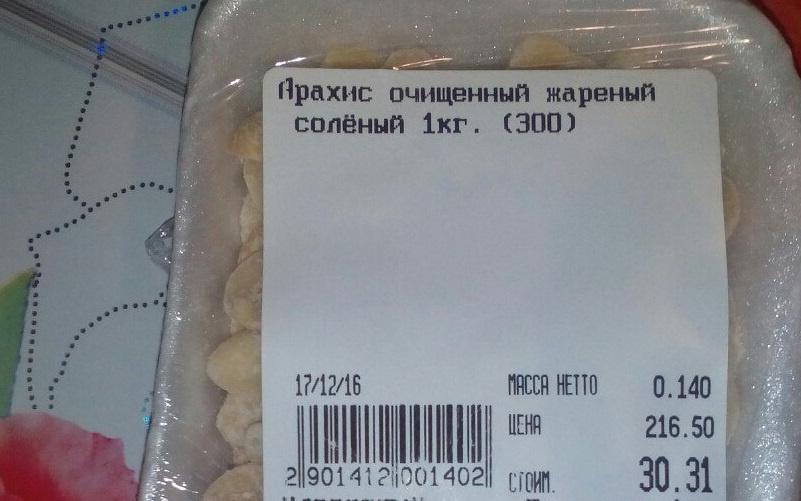 Арахис очищенный жареный
солёный 1кг. (300)
17/12/16
МАССА НЕТТО 0.140
ЦЕНА 216.50
2 901412 001402
СТОИМ. 30.31